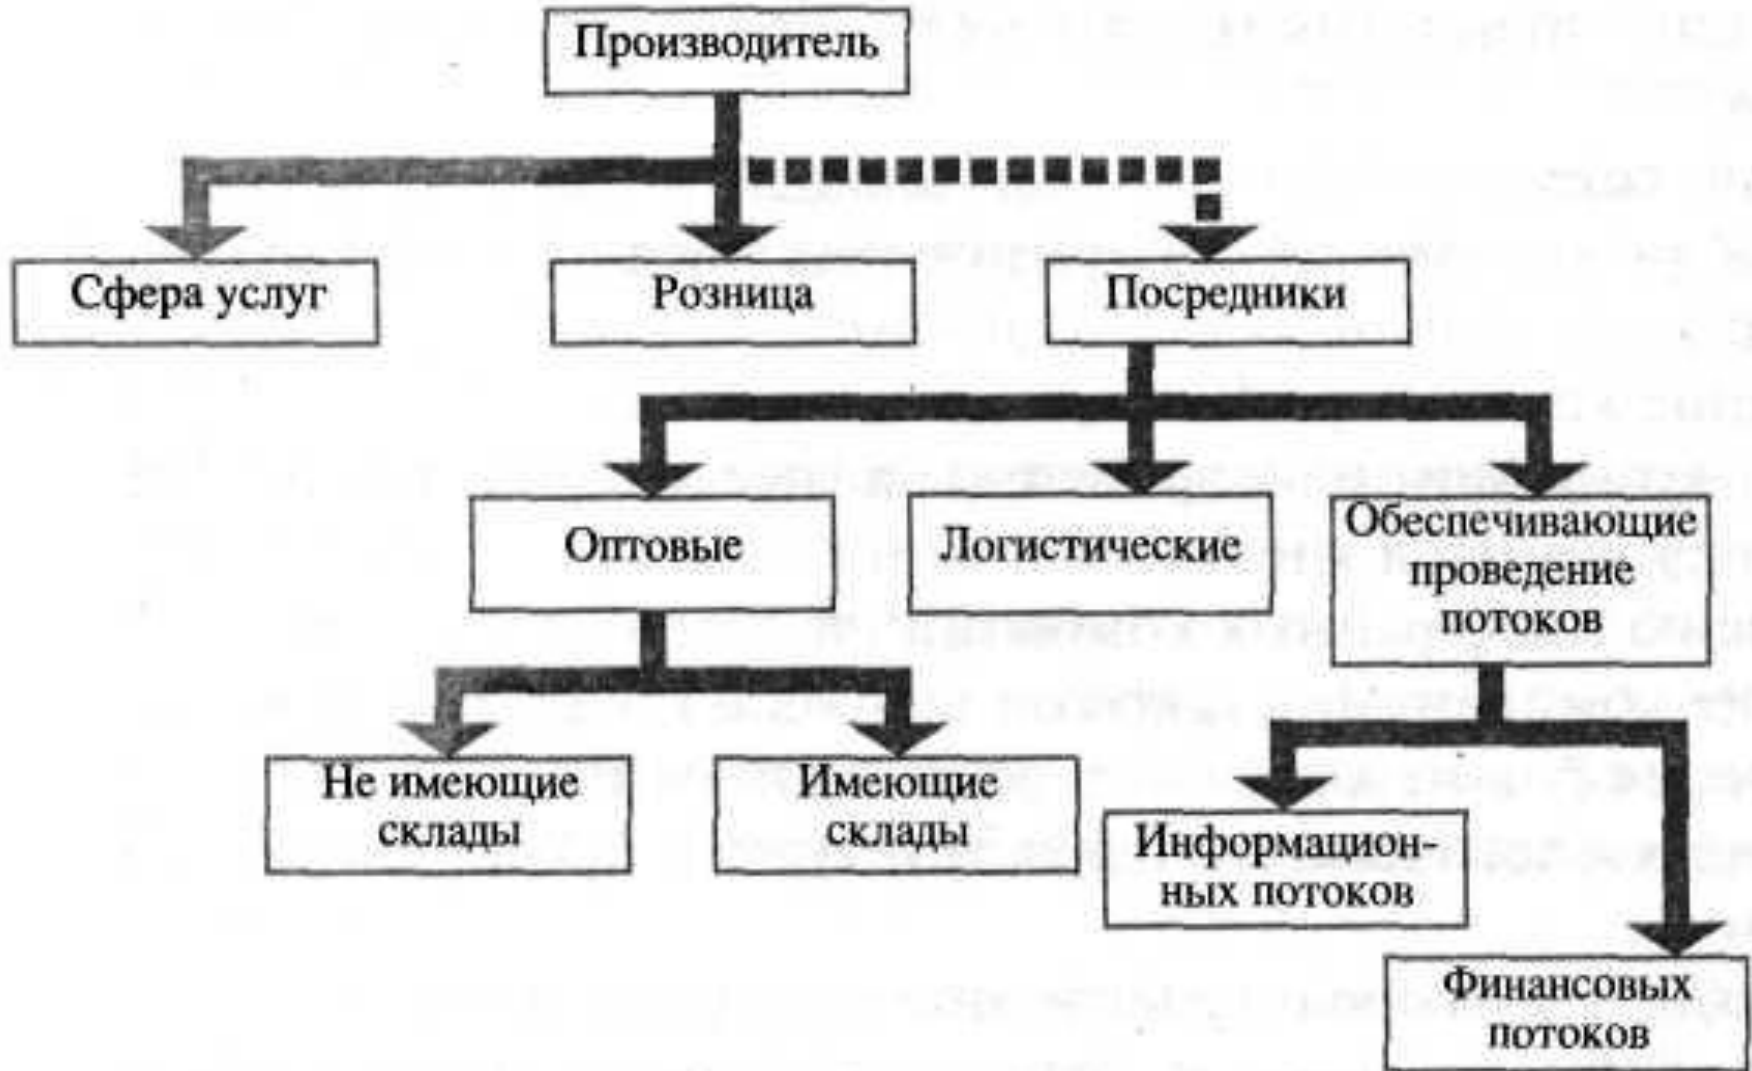 Производитель
Сфера услуг
Розница
Посредники
Оптовые
Логистические
Обеспечивающие
проведение
потоков
Не имеющие
склады
Имеющие
склады
Информацион-
ных потоков
Финансовых
потоков